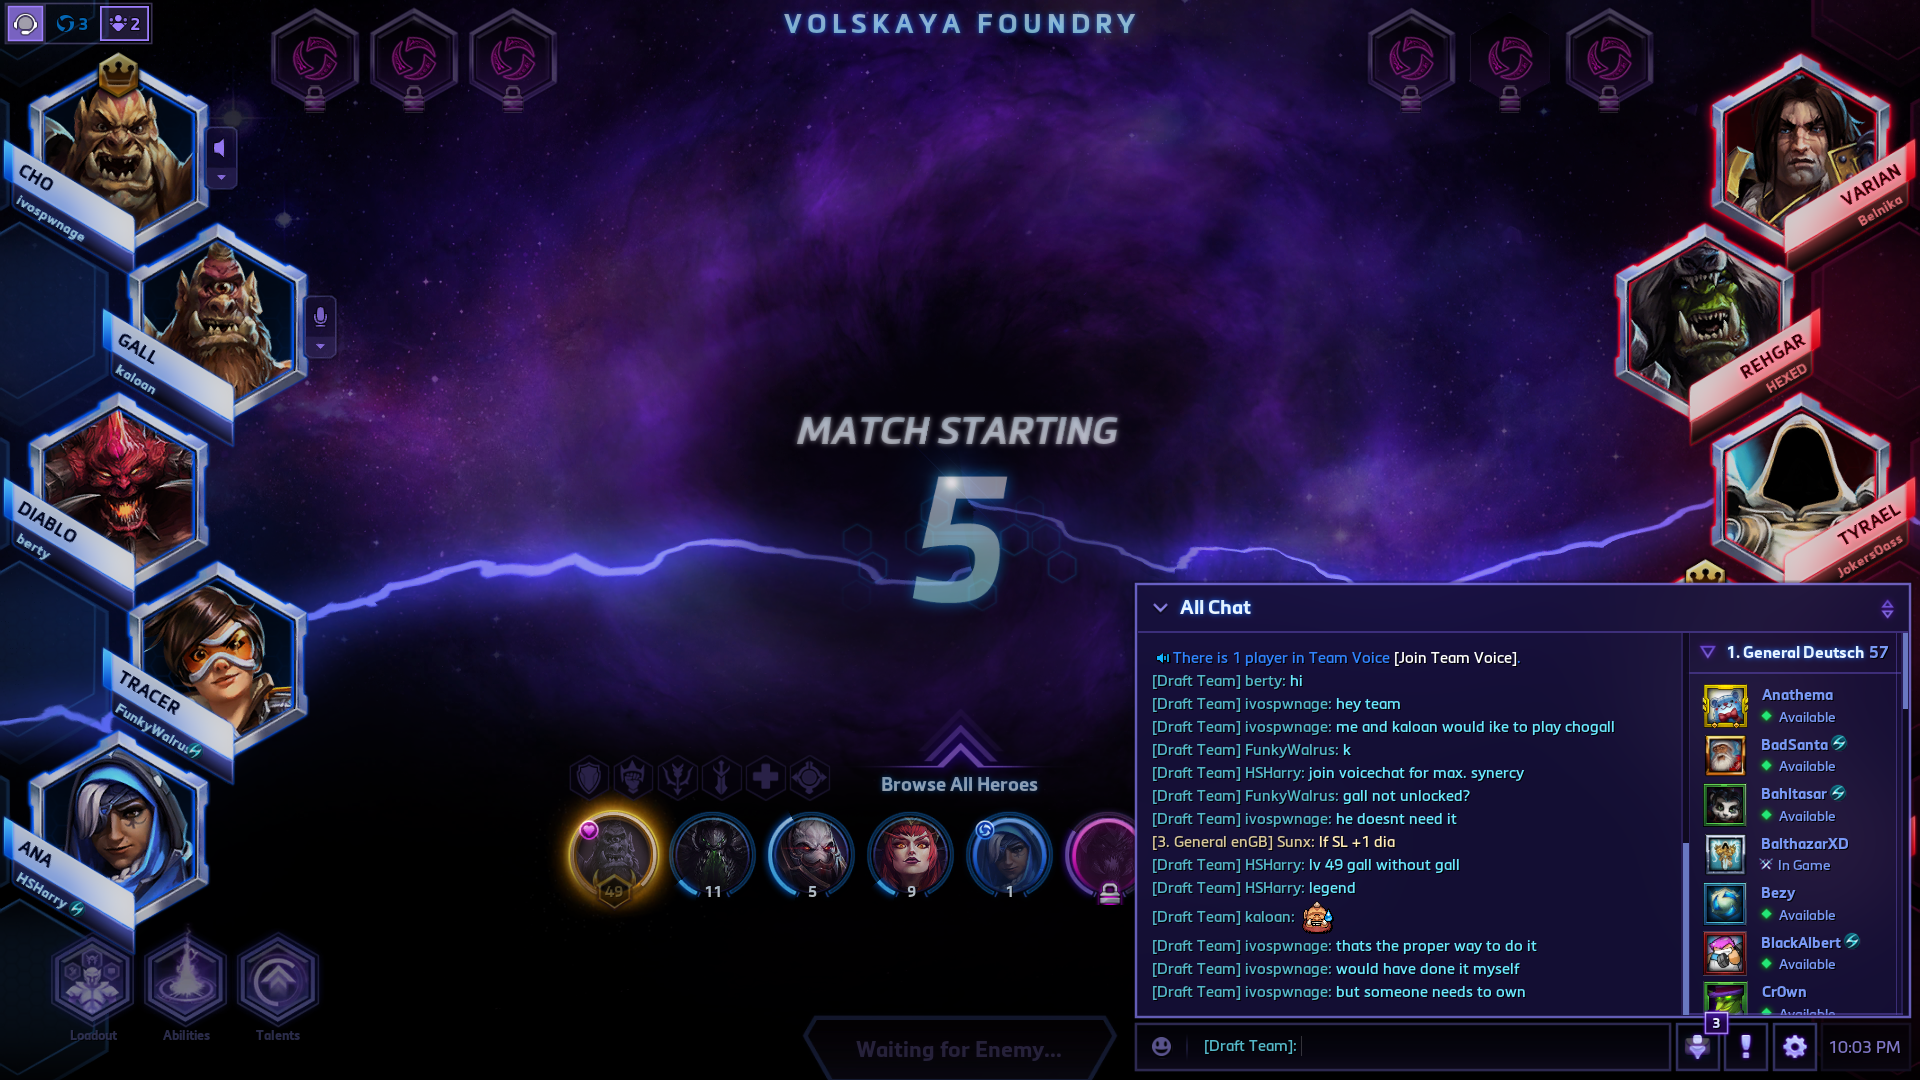 3
2
VOLSKAYA FOUNDRY
CHO
ivospwnage
GALL
kaloan
DIABLO
berty
TRACER
FunkyWalrus
ANA
HSHarry
VARIAN
Belnika
REHGAR
HEXED
TYRAEL
JokersOass
MATCH STARTING
5
Browse All Heroes
49
11
5
9
1
Loadout
Abilities
Talents
Waiting for Enemy...
All Chat
There is 1 player in Team Voice [Join Team Voice].
[Draft Team] berty: hi
[Draft Team] ivospwnage: hey team
[Draft Team] ivospwnage: me and kaloan would ike to play chogall
[Draft Team] FunkyWalrus: k
[Draft Team] HSHarry: join voicechat for max. synercy
[Draft Team] FunkyWalrus: gall not unlocked?
[Draft Team] ivospwnage: he doesnt need it
[3. General enGB] Sunx: If SL +1 dia
[Draft Team] HSHarry: lv 49 gall without gall
[Draft Team] HSHarry: legend
[Draft Team] kaloan:
[Draft Team] ivospwnage: thats the proper way to do it
[Draft Team] ivospwnage: would have done it myself
[Draft Team] ivospwnage: but someone needs to own
1. General Deutsch 57
Anathema
Available
BadSanta
Available
Bahltasar
Available
BalthazarXD
In Game
Bezy
Available
BlackAlbert
Available
Cr0wn
Available
[Draft Team]:
3
10:03 PM